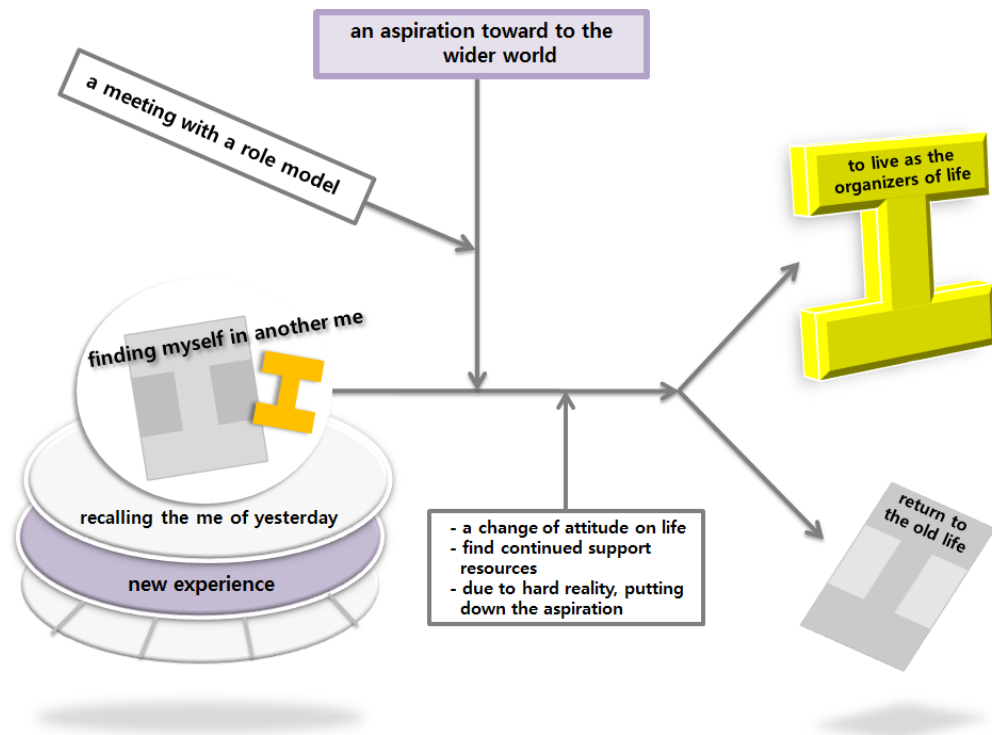 an aspiration toward to the
wider world
a meeting with a role model
to live as the
organizers of life
finding myself in another me
recalling the me of yesterday
new experience
- a change of attitude on life
- find continued support
resources
- due to hard reality, putting
down the aspiration
return to
the old life